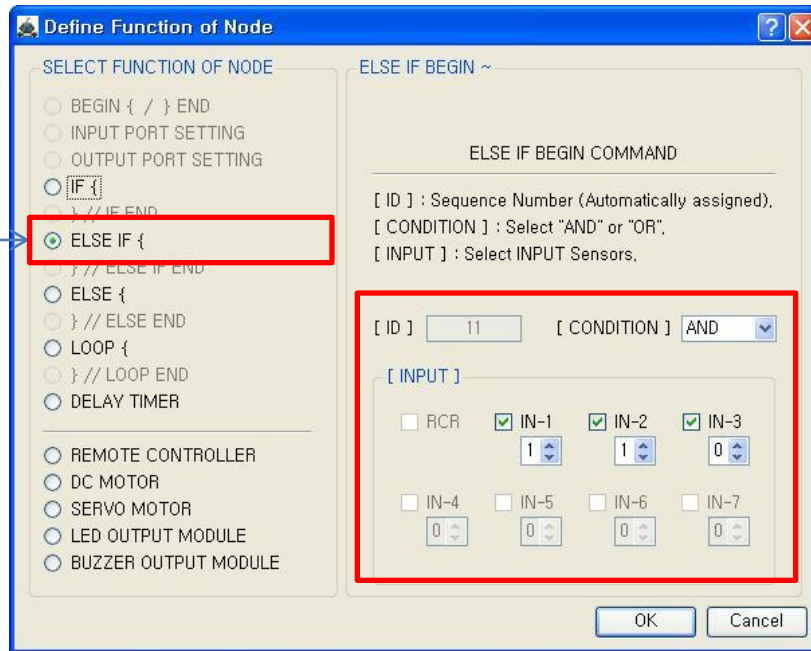 Define Function of Node
SELECT FUNCTION OF NODE
BEGIN { / } END
INPUT PORT SETTING
OUTPUT PORT SETTING
IF {
} // IF END
ELSE IF {
} // ELSE IF END
ELSE {
} // ELSE END
LOOP {
} // LOOP END
DELAY TIMER
REMOTE CONTROLLER
DC MOTOR
SERVO MOTOR
LED OUTPUT MODULE
BUZZER OUTPUT MODULE
ELSE IF BEGIN ~
ELSE IF BEGIN COMMAND
[ ID ] : Sequence Number (Automatically assigned),
[ CONDITION ] : Select "AND" or "OR",
[ INPUT ] : Select INPUT Sensors,
[ ID ] 11 [ CONDITION ] AND
[ INPUT ]
RCR IN-1 IN-2 IN-3
1 1 0
IN-4 IN-5 IN-6 IN-7
0 0 0 0
OK Cancel